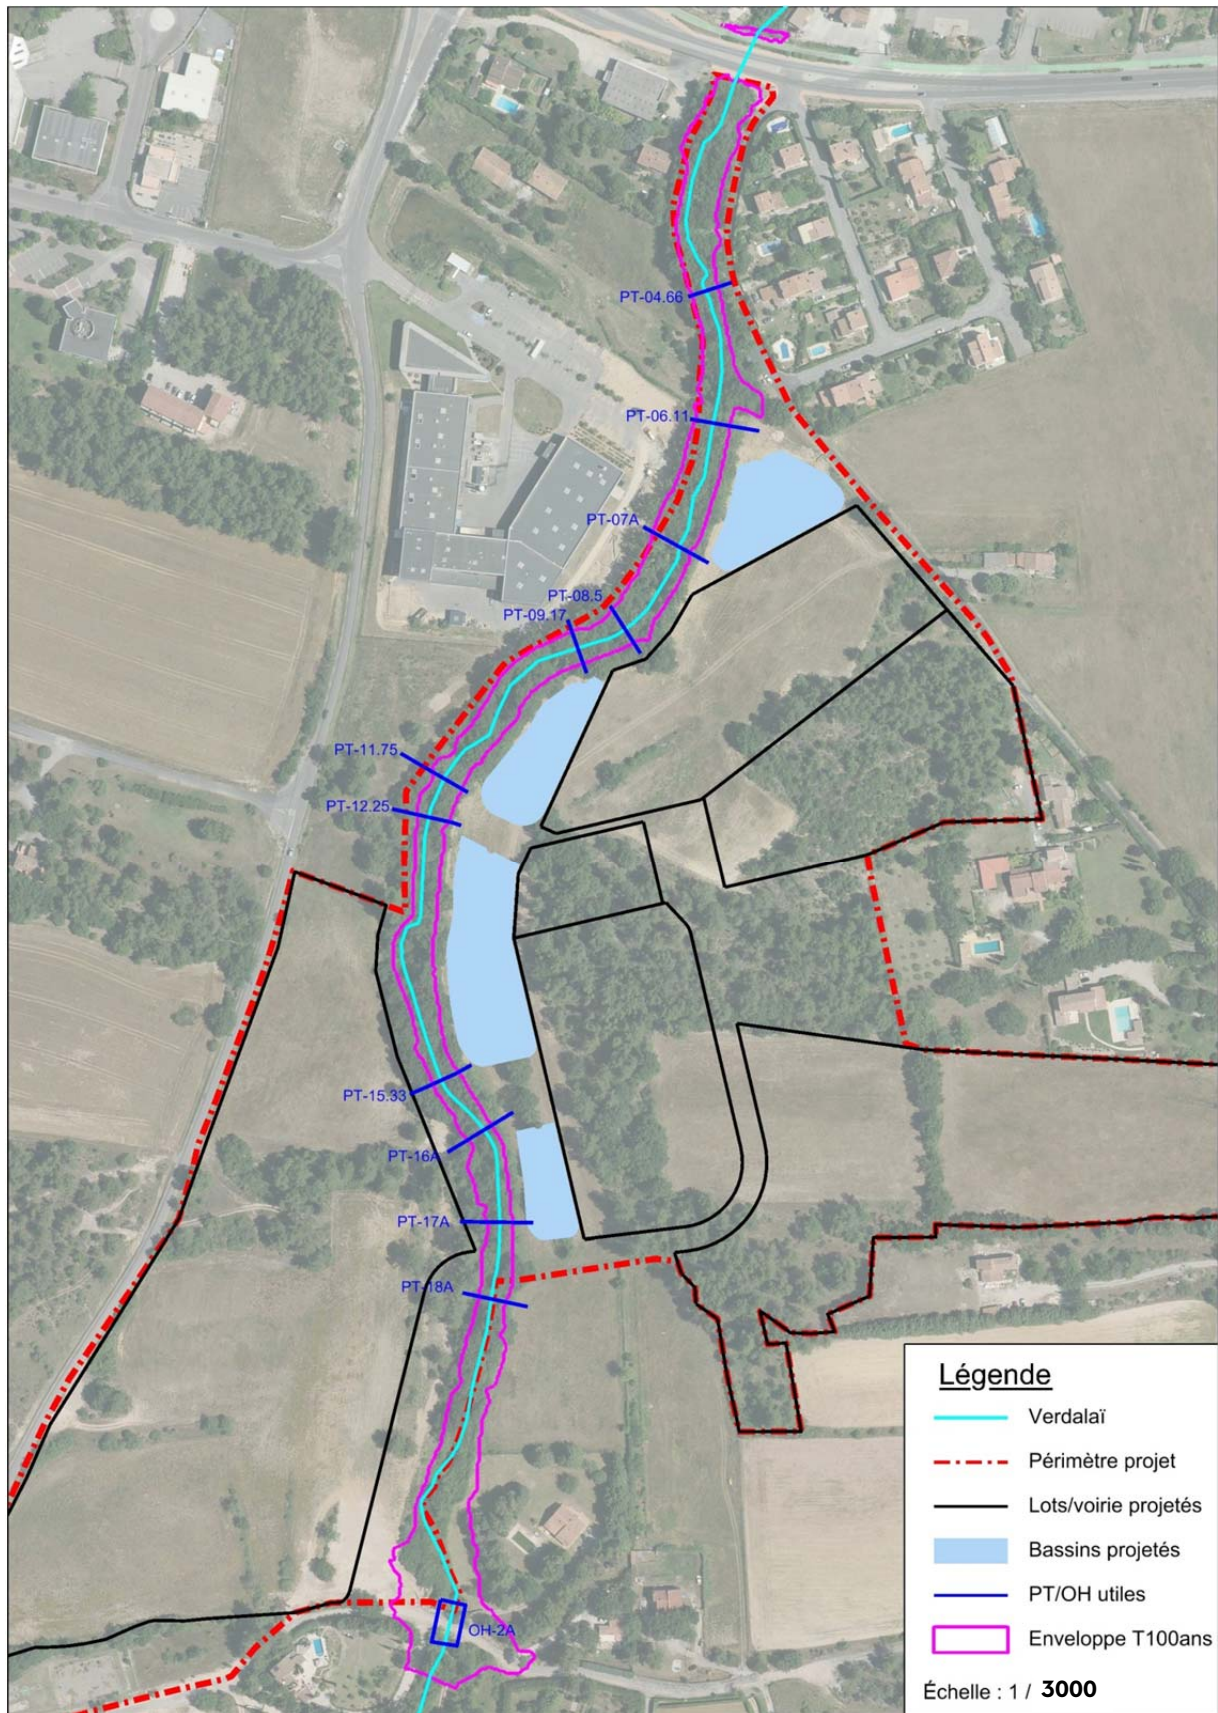 PT-04.66
PT-06.11
PT-07A
PT-08.5
PT-09.17
PT-11.75
PT-12.25
PT-15.33
PT-16A
PT-17A
PT-18A
OH-2A
Légende
Verdalaï
Périmètre projet
Lots/voirie projetés
Bassins projetés
PT/OH utiles
Enveloppe T100ans
Échelle : 1 / 3000